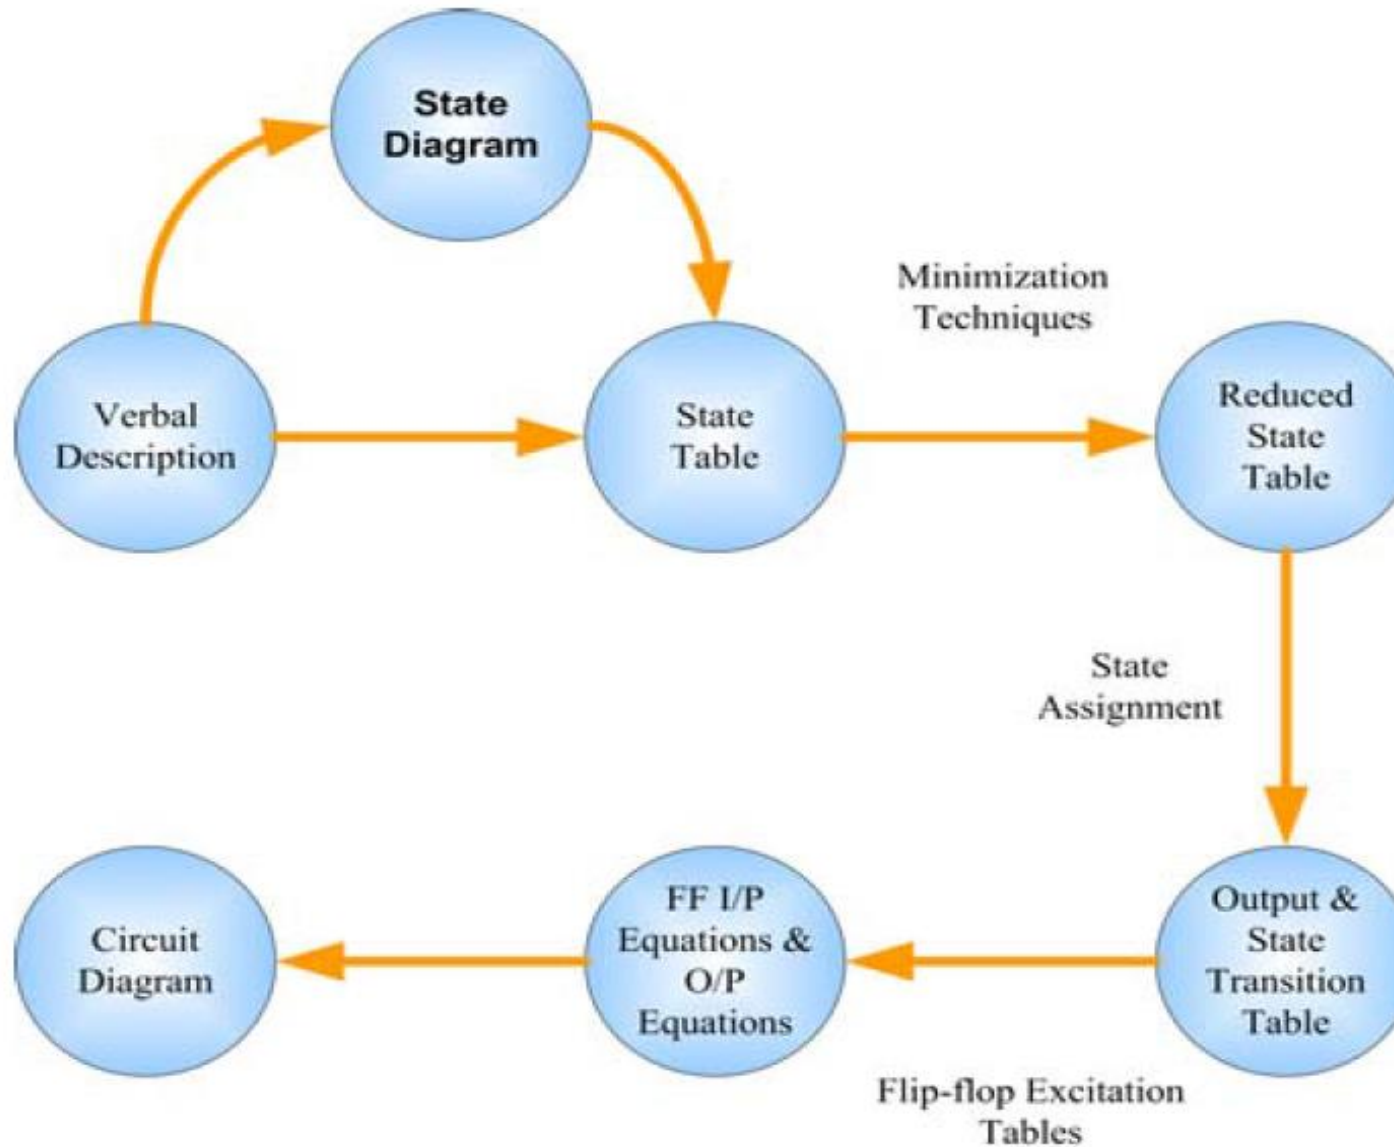 State
Diagram
Minimization
Techniques
Verbal
Description
State
Table
Reduced
State
Table
State
Assignment
Output &
State
Transition
Table
FF I/P
Equations &
O/P
Equations
Circuit
Diagram
Flip-flop Excitation
Tables